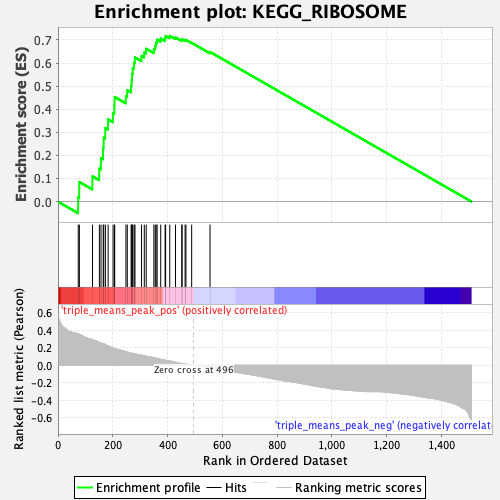 Enrichment plot: KEGG_RIBOSOME
Enrichment score (ES)
0.7
0.6
0.5
0.4
0.3
0.2
0.1
0.0
Ranked list metric (Pearson)
'triple_means_peak_pos' (positively correlated)
0.6
0.4
0.2
0.0
-0.2
-0.4
-0.6
Zero cross at 496
'triple_means_peak_neg' (negatively correlated
0 200 400 600 800 1,000 1,200 1,400
Rank in Ordered Dataset
Enrichment profile Hits Ranking metric scores